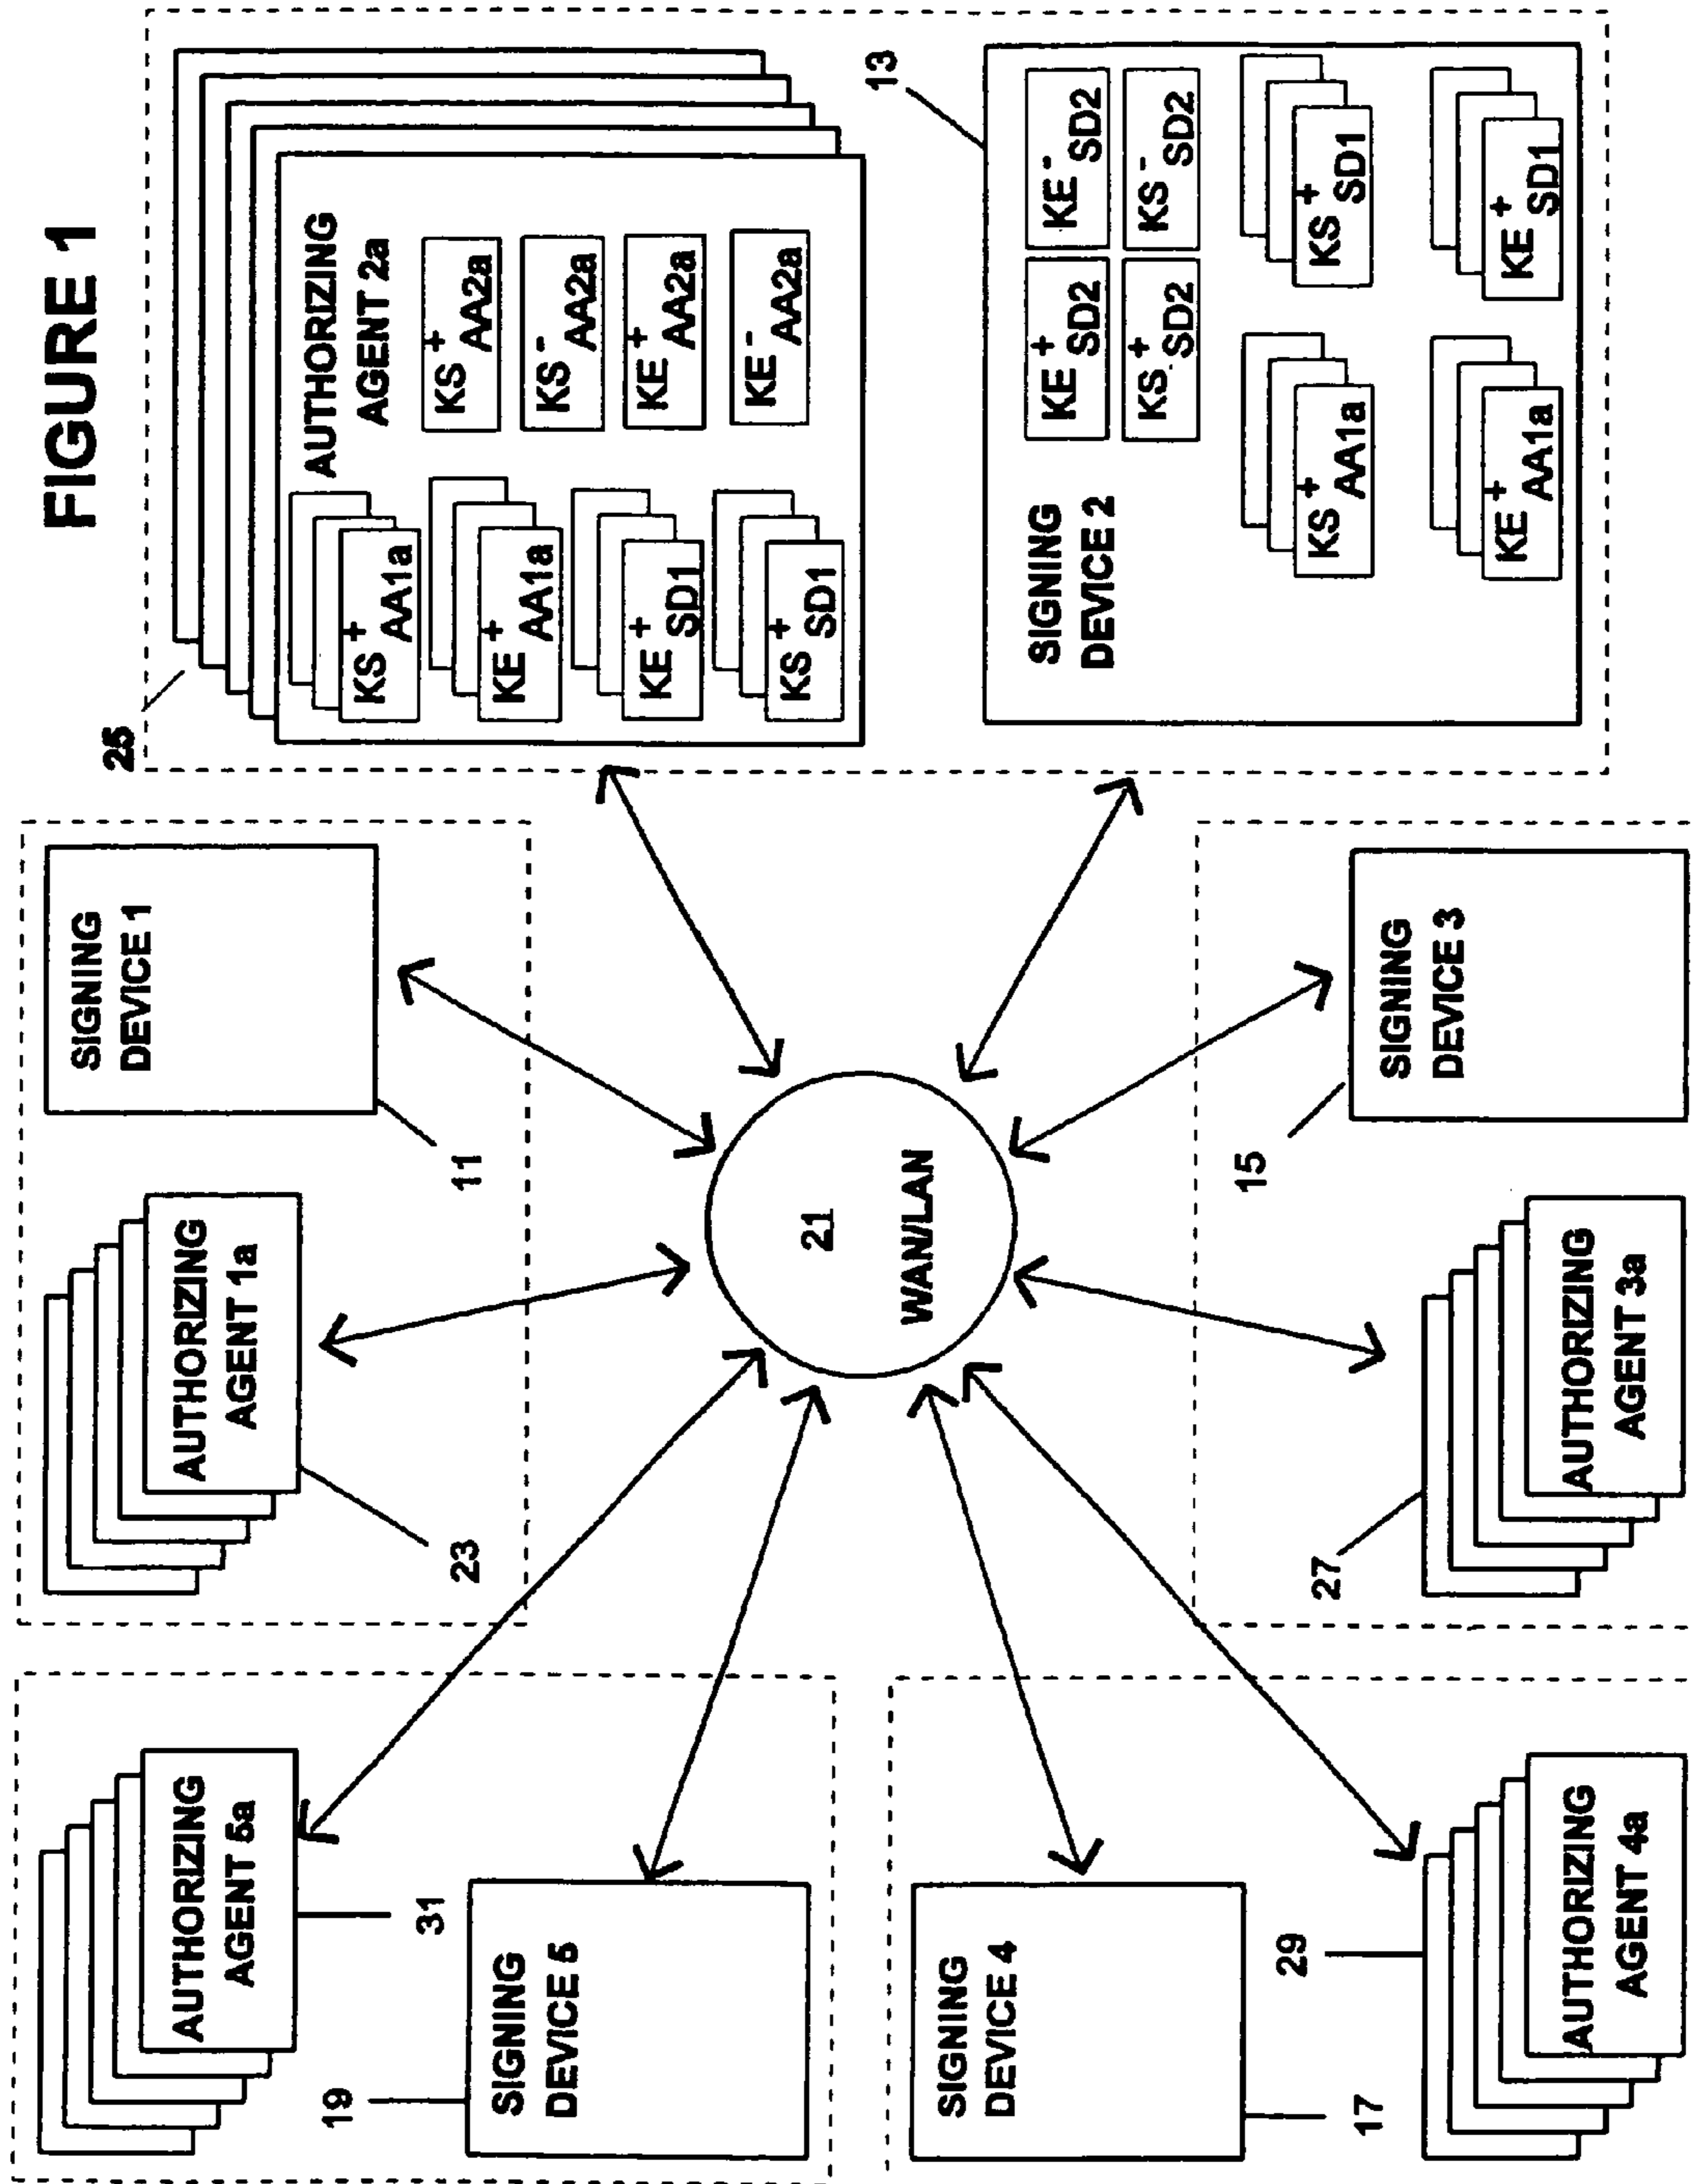 FIGURE 1
AUTHORIZING
AGENT 5a
31
19
SIGNING
DEVICE 5
AUTHORIZING
AGENT 1a
23
SIGNING
DEVICE 1
11
25
AUTHORIZING
AGENT 2a
KS+AA1a
KE+AA1a
KE+SD1
KS+SD1
KS+AA2a
KS-AA2a
KE+AA2a
KE-AA2a
21
WAN/LAN
13
SIGNING
DEVICE 2
KE+SD2
KE-SD2
KS+SD2
KS-SD2
KS+AA1a
KS+SD1
KE+AA1a
KE+SD1
SIGNING
DEVICE 4
17
29
AUTHORIZING
AGENT 4a
15
SIGNING
DEVICE 3
27
AUTHORIZING
AGENT 3a